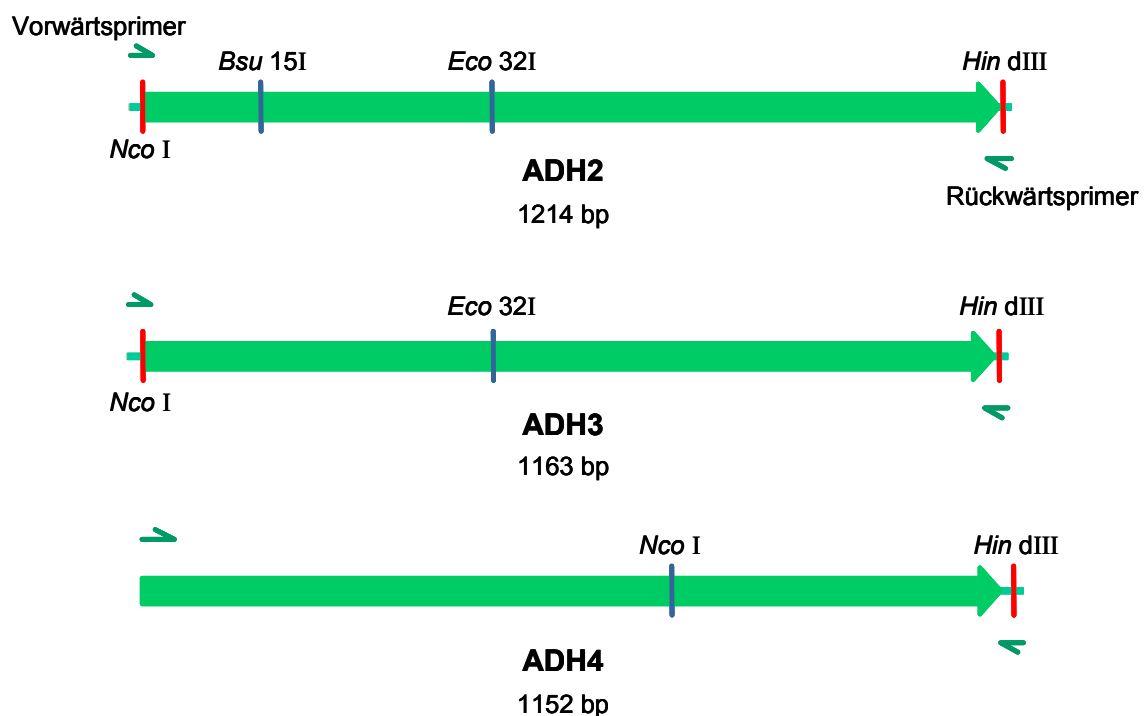 Vorwärtsprimer
Bsu 15I
Eco 32I
Hin dIII
Nco I
ADH2
1214 bp
Rückwärtsprimer
Eco 32I
Hin dIII
Nco I
ADH3
1163 bp
Nco I
Hin dIII
ADH4
1152 bp